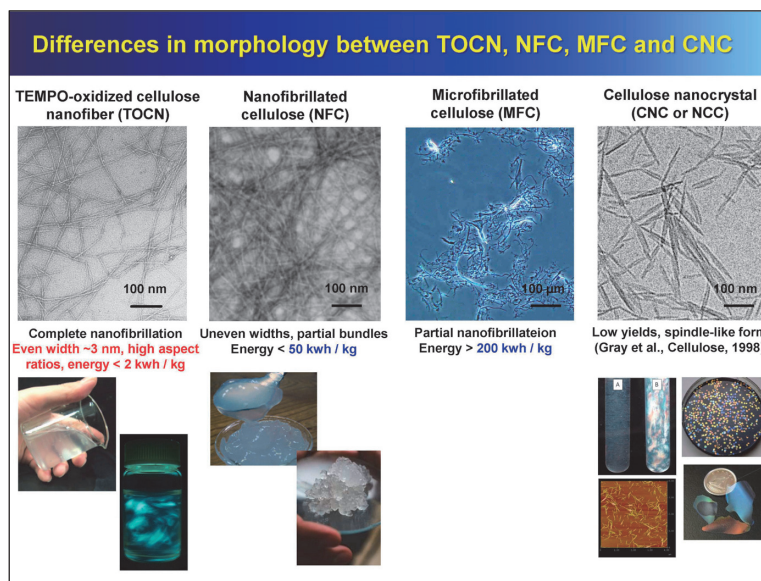 Differences in morphology between TOCN, NFC, MFC and CNC
TEMPO-oxidized cellulose
nanofiber (TOCN)
100 nm
Complete nanofibrillation
Even width ~3 nm, high aspect
ratios, energy < 2 kwh / kg
Nanofibrillated
cellulose (NFC)
100 nm
Uneven widths, partial bundles
Energy < 50 kwh / kg
Microfibrillated
cellulose (MFC)
100 µm
Partial nanofibrillateion
Energy > 200 kwh / kg
Cellulose nanocrystal
(CNC or NCC)
100 nm
Low yields, spindle-like form
(Gray et al., Cellulose, 1998
A
B